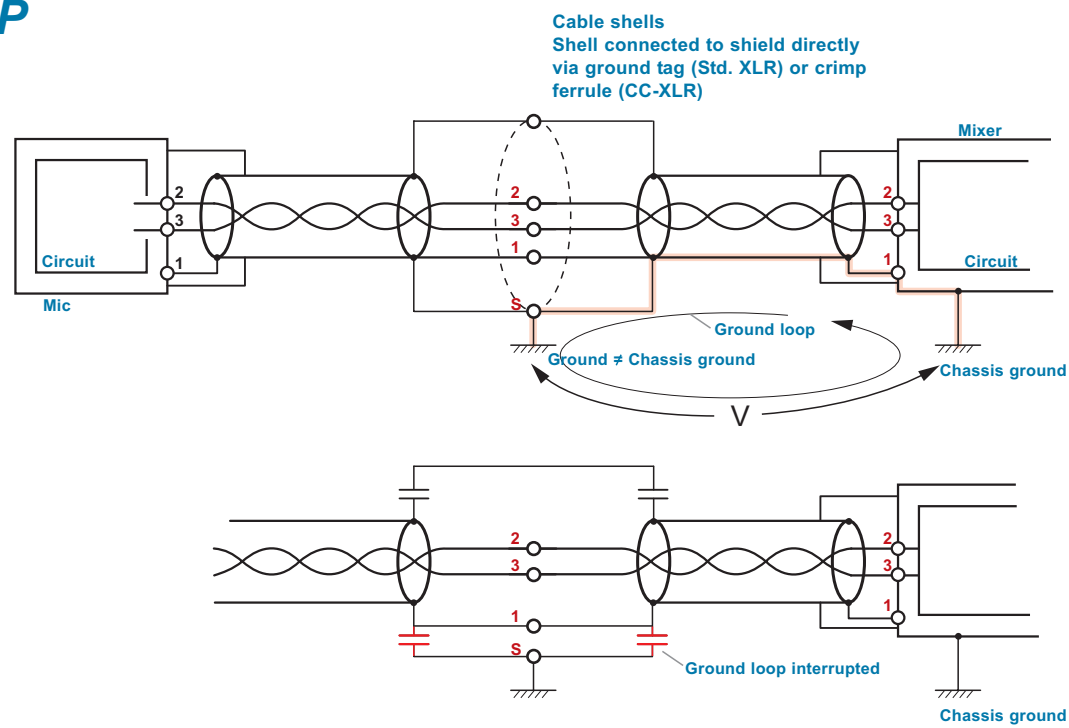 P
Cable shells
Shell connected to shield directly
via ground tag (Std. XLR) or crimp
ferrule (CC-XLR)
Mixer
2
3
1
Circuit
Mic
2
3
1
S
2
3
1
Circuit
Ground loop
Ground ≠ Chassis ground
Chassis ground
V
2
3
1
S
2
3
1
Ground loop interrupted
Chassis ground